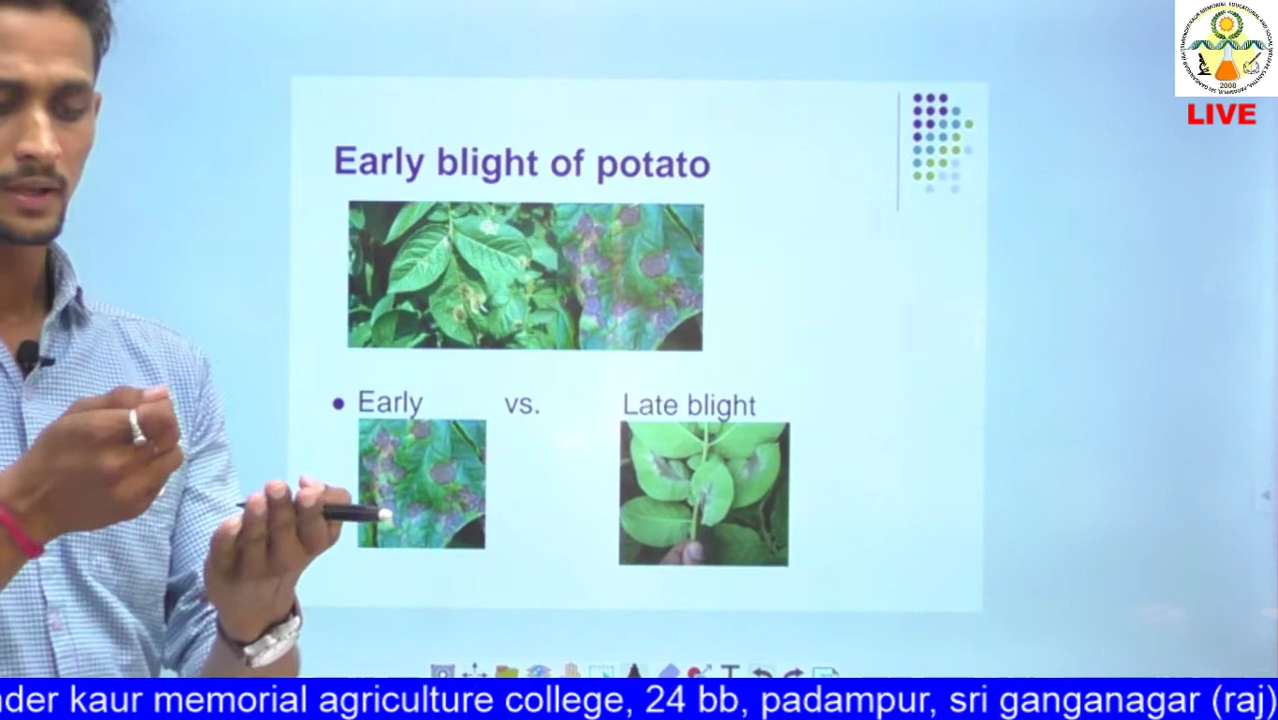 2008
LIVE
Early blight of potato
• Early vs. Late blight
kaur memorial agriculture college, 24 bb, padampur, sri ganganagar (raj)